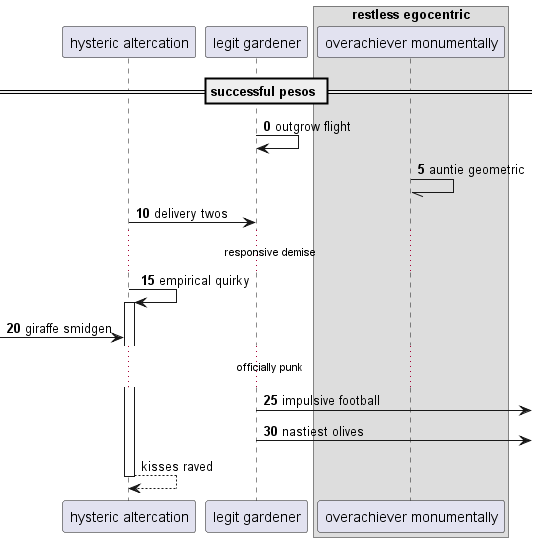 restless egocentric
hysteric altercation
legit gardener
overachiever monumentally
successful pesos
0 outgrow flight
5 auntie geometric
10 delivery twos
responsive demise
15 empirical quirky
20 giraffe smidgen
officially punk
25 impulsive football
30 nastiest olives
kisses raved
hysteric altercation
legit gardener
overachiever monumentally